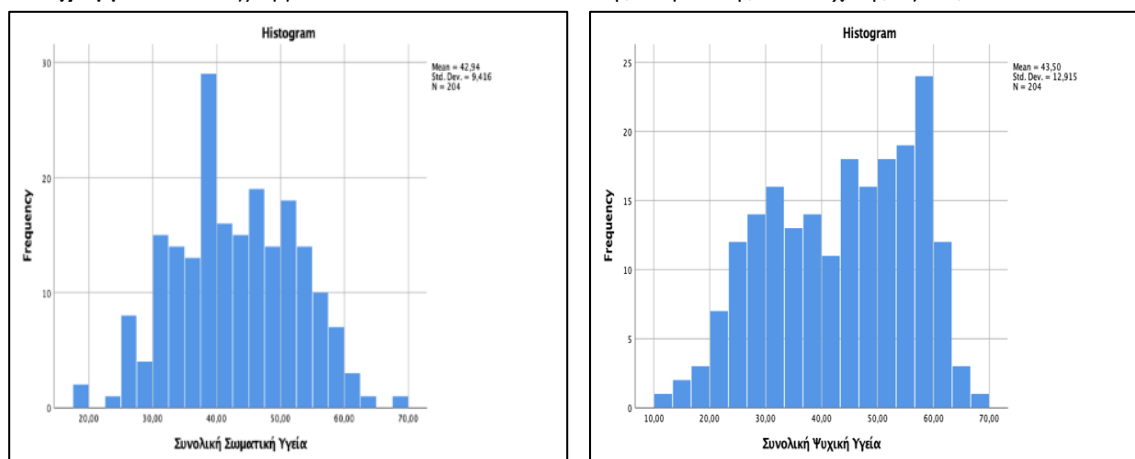 Histogram
Mean = 42,94
Std. Dev. = 9,416
N = 204
Frequency
30
20
10
0
20,00 30,00 40,00 50,00 60,00 70,00
Συνολική Σωματική Υγεία
Histogram
Mean = 43,50
Std. Dev. = 12,915
N = 204
Frequency
25
20
15
10
5
0
10,00 20,00 30,00 40,00 50,00 60,00 70,00
Συνολική Ψυχική Υγεία